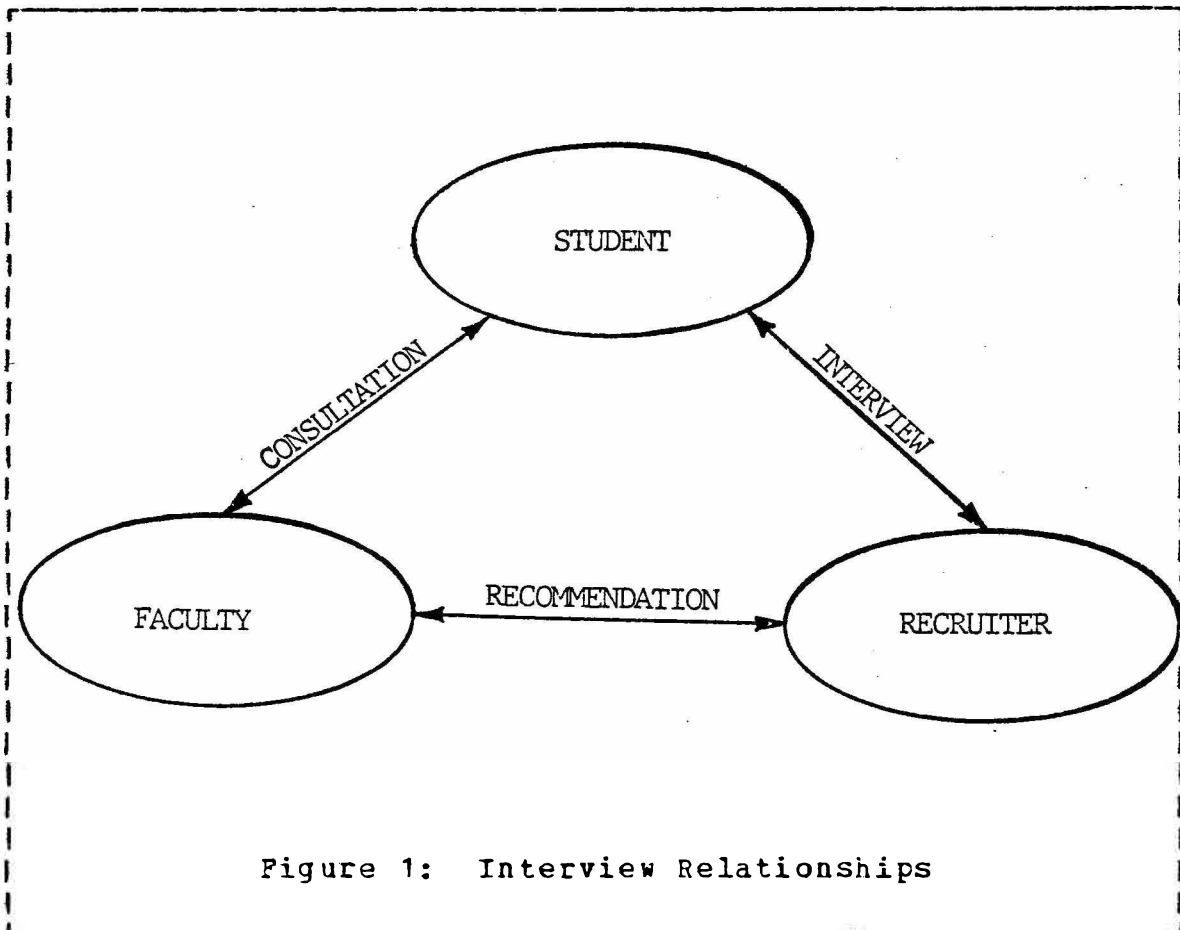 STUDENT
CONSULTATION
INTERVIEW
FACULTY
RECOMMENDATION
RECRUITER
Figure 1: Interview Relationships